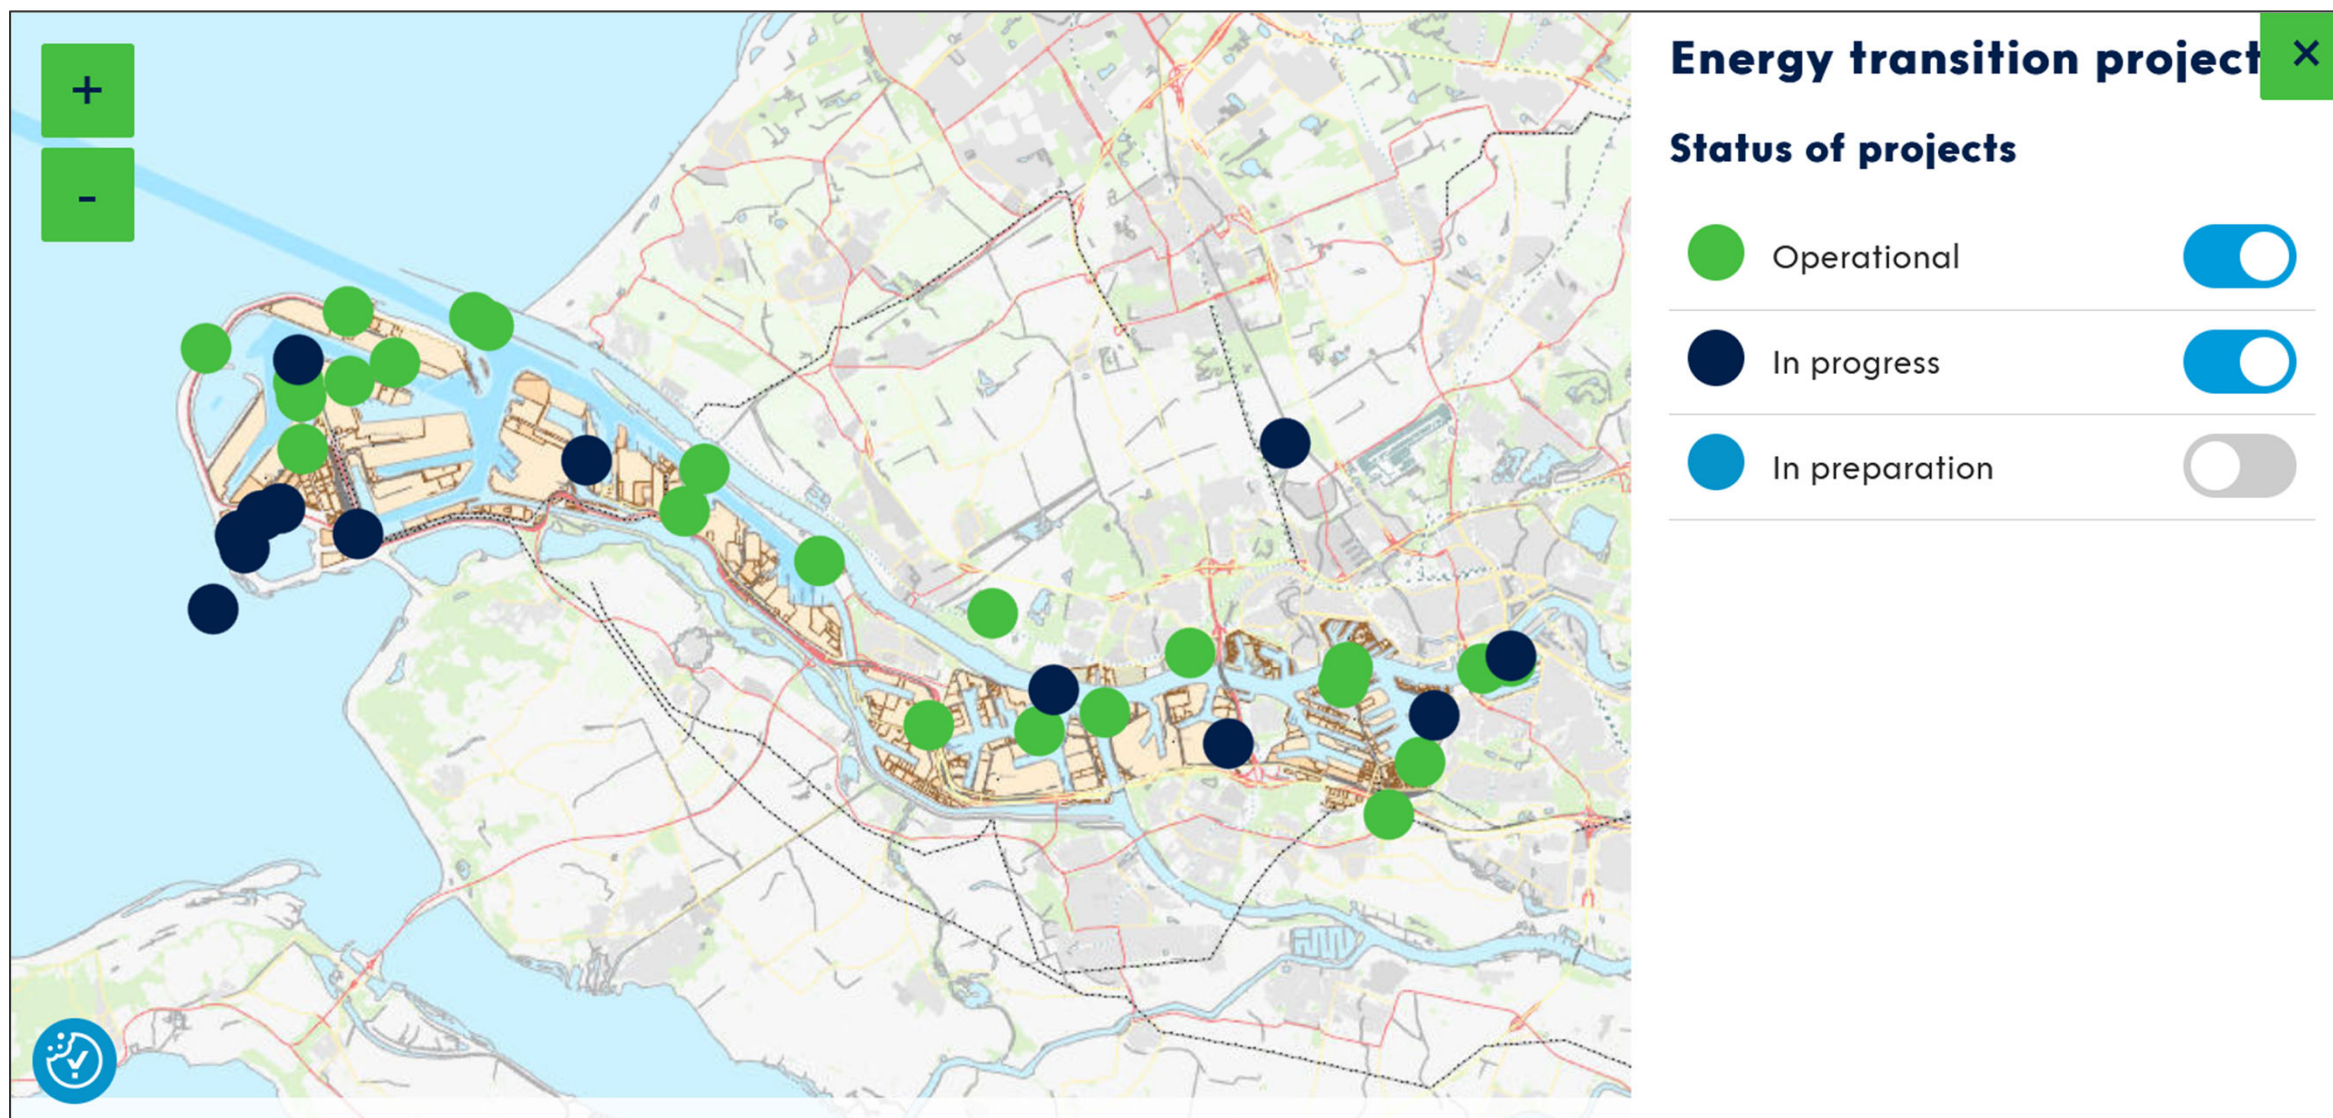 +
-
Energy transition project
×
Status of projects
Operational
In progress
In preparation